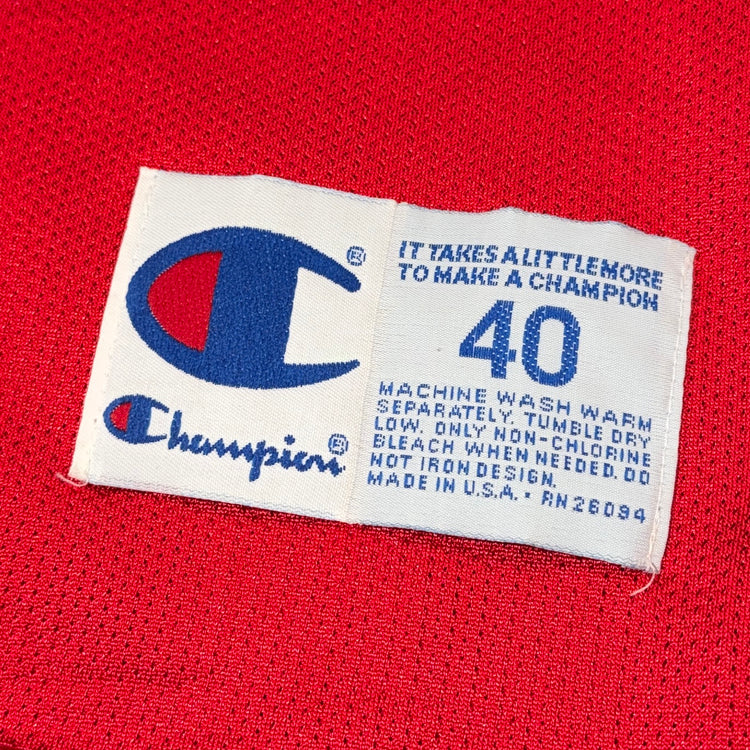 Champion®
IT TAKES A LITTLE MORE
TO MAKE A CHAMPION
40
MACHINE WASH WARM
SEPARATELY. TUMBLE DRY
LOW. ONLY NON-CHLORINE
BLEACH WHEN NEEDED. DO
NOT IRON DESIGN.
MADE IN U.S.A. • RN 26094